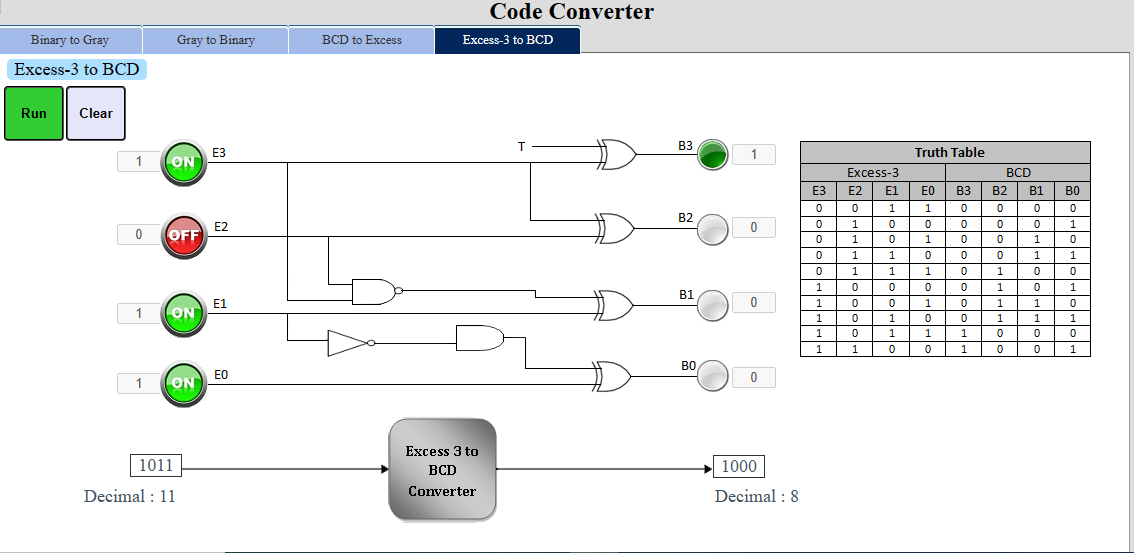 Code Converter
Binary to Gray
Gray to Binary
BCD to Excess
Excess-3 to BCD
Excess-3 to BCD
Run
Clear
1
ON
E3
T
B3
1
0
OFF
E2
B2
0
1
ON
E1
B1
0
1
ON
E0
B0
0
Truth Table
Excess-3 BCD
E3 E2 E1 E0 B3 B2 B1 B0
0 0 1 1 0 0 0 0
0 1 0 0 0 0 0 1
0 1 0 1 0 0 1 0
0 1 1 0 0 0 1 1
0 1 1 1 0 1 0 0
1 0 0 0 0 1 0 1
1 0 0 1 0 1 1 0
1 0 1 0 0 1 1 1
1 0 1 1 1 0 0 0
1 1 0 0 1 0 0 1
1011
Decimal : 11
Excess 3 to
BCD
Converter
1000
Decimal : 8